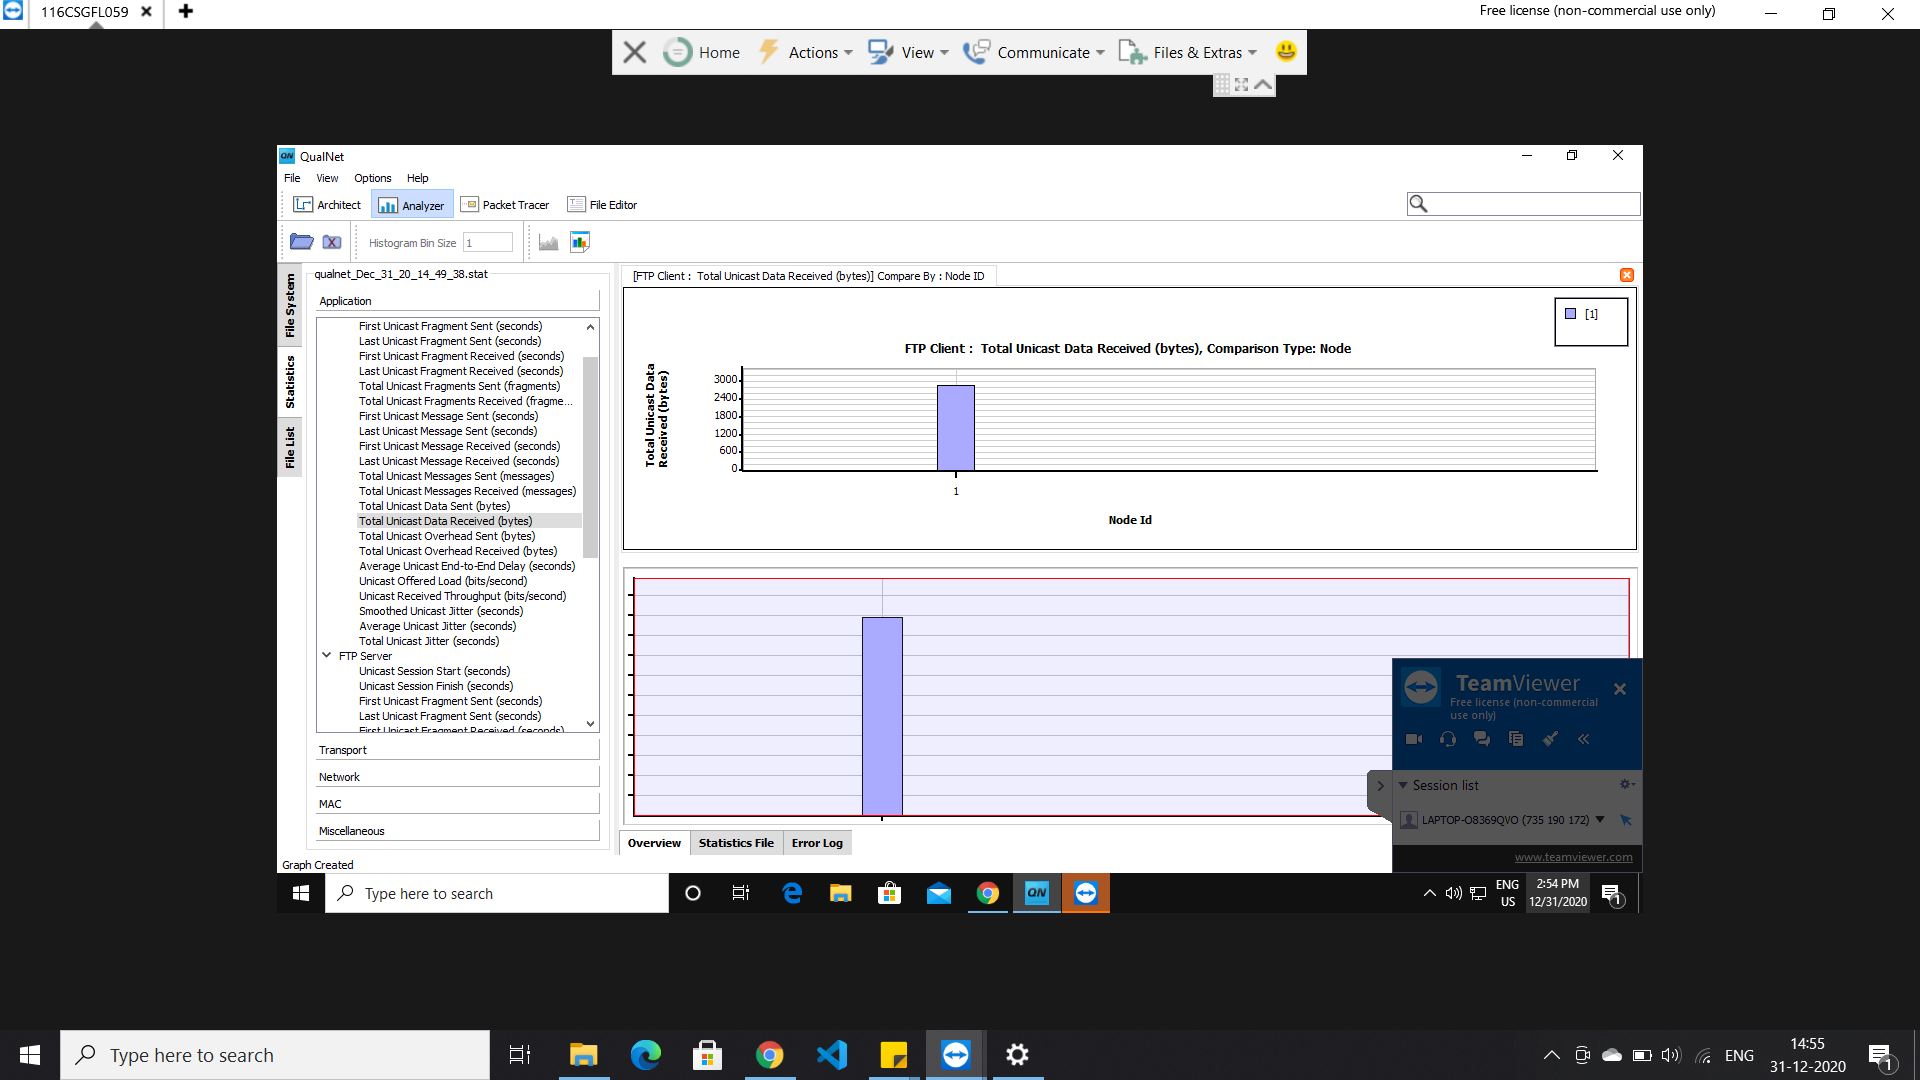 116CSGFL059
Free license (non-commercial use only)
Home
Actions
View
Communicate
Files & Extras
QN QualNet
File View Options Help
Architect
Analyzer
Packet Tracer
File Editor
Histogram Bin Size 1
File System
Statistics
File List
qualnet_Dec_31_20_14_49_38.stat
Application
First Unicast Fragment Sent (seconds)
Last Unicast Fragment Sent (seconds)
First Unicast Fragment Received (seconds)
Last Unicast Fragment Received (seconds)
Total Unicast Fragments Sent (fragments)
Total Unicast Fragments Received (fragme...
First Unicast Message Sent (seconds)
Last Unicast Message Sent (seconds)
First Unicast Message Received (seconds)
Last Unicast Message Received (seconds)
Total Unicast Messages Sent (messages)
Total Unicast Messages Received (messages)
Total Unicast Data Sent (bytes)
Total Unicast Data Received (bytes)
Total Unicast Overhead Sent (bytes)
Total Unicast Overhead Received (bytes)
Average Unicast End-to-End Delay (seconds)
Unicast Offered Load (bits/second)
Unicast Received Throughput (bits/second)
Smoothed Unicast Jitter (seconds)
Average Unicast Jitter (seconds)
Total Unicast Jitter (seconds)
FTP Server
Unicast Session Start (seconds)
Unicast Session Finish (seconds)
First Unicast Fragment Sent (seconds)
Last Unicast Fragment Sent (seconds)
First Unicast Fragment Received (seconds)
Transport
Network
MAC
Miscellaneous
Graph Created
[FTP Client : Total Unicast Data Received (bytes)] Compare By : Node ID
[1]
FTP Client : Total Unicast Data Received (bytes), Comparison Type: Node
Total Unicast Data
Received (bytes)
3000
2400
1800
1200
600
0
1
Node Id
Overview
Statistics File
Error Log
TeamViewer
Free license (non-commercial
use only)
Session list
LAPTOP-O8369QVO (735 190 172)
www.teamviewer.com
Type here to search
QN
ENG
US
2:54 PM
12/31/2020
1
Type here to search
ENG
14:55
31-12-2020
1